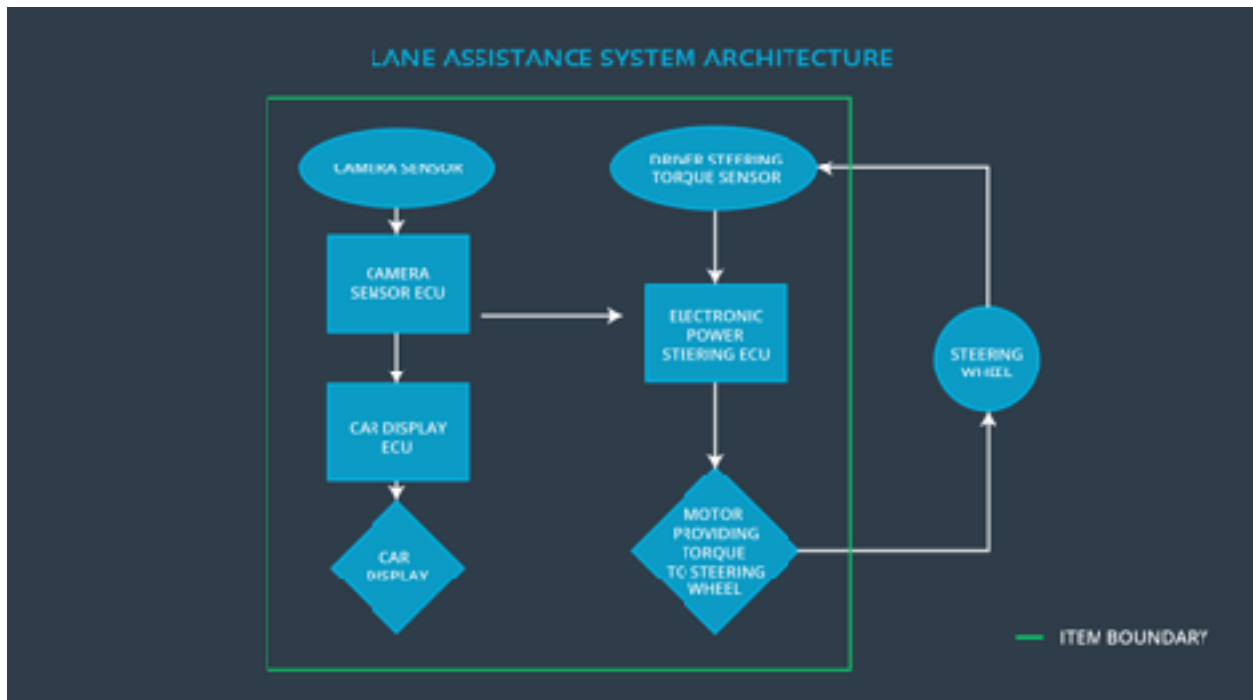 LANE ASSISTANCE SYSTEM ARCHITECTURE
CAMERA SENSOR
DRIVER STEERING
TORQUE SENSOR
CAMERA
SENSOR ECU
ELECTRONIC
POWER
STEERING ECU
STEERING
WHEEL
CAR DISPLAY
ECU
MOTOR
PROVIDING
TORQUE
TO STEERING
WHEEL
CAR
DISPLAY
ITEM BOUNDARY